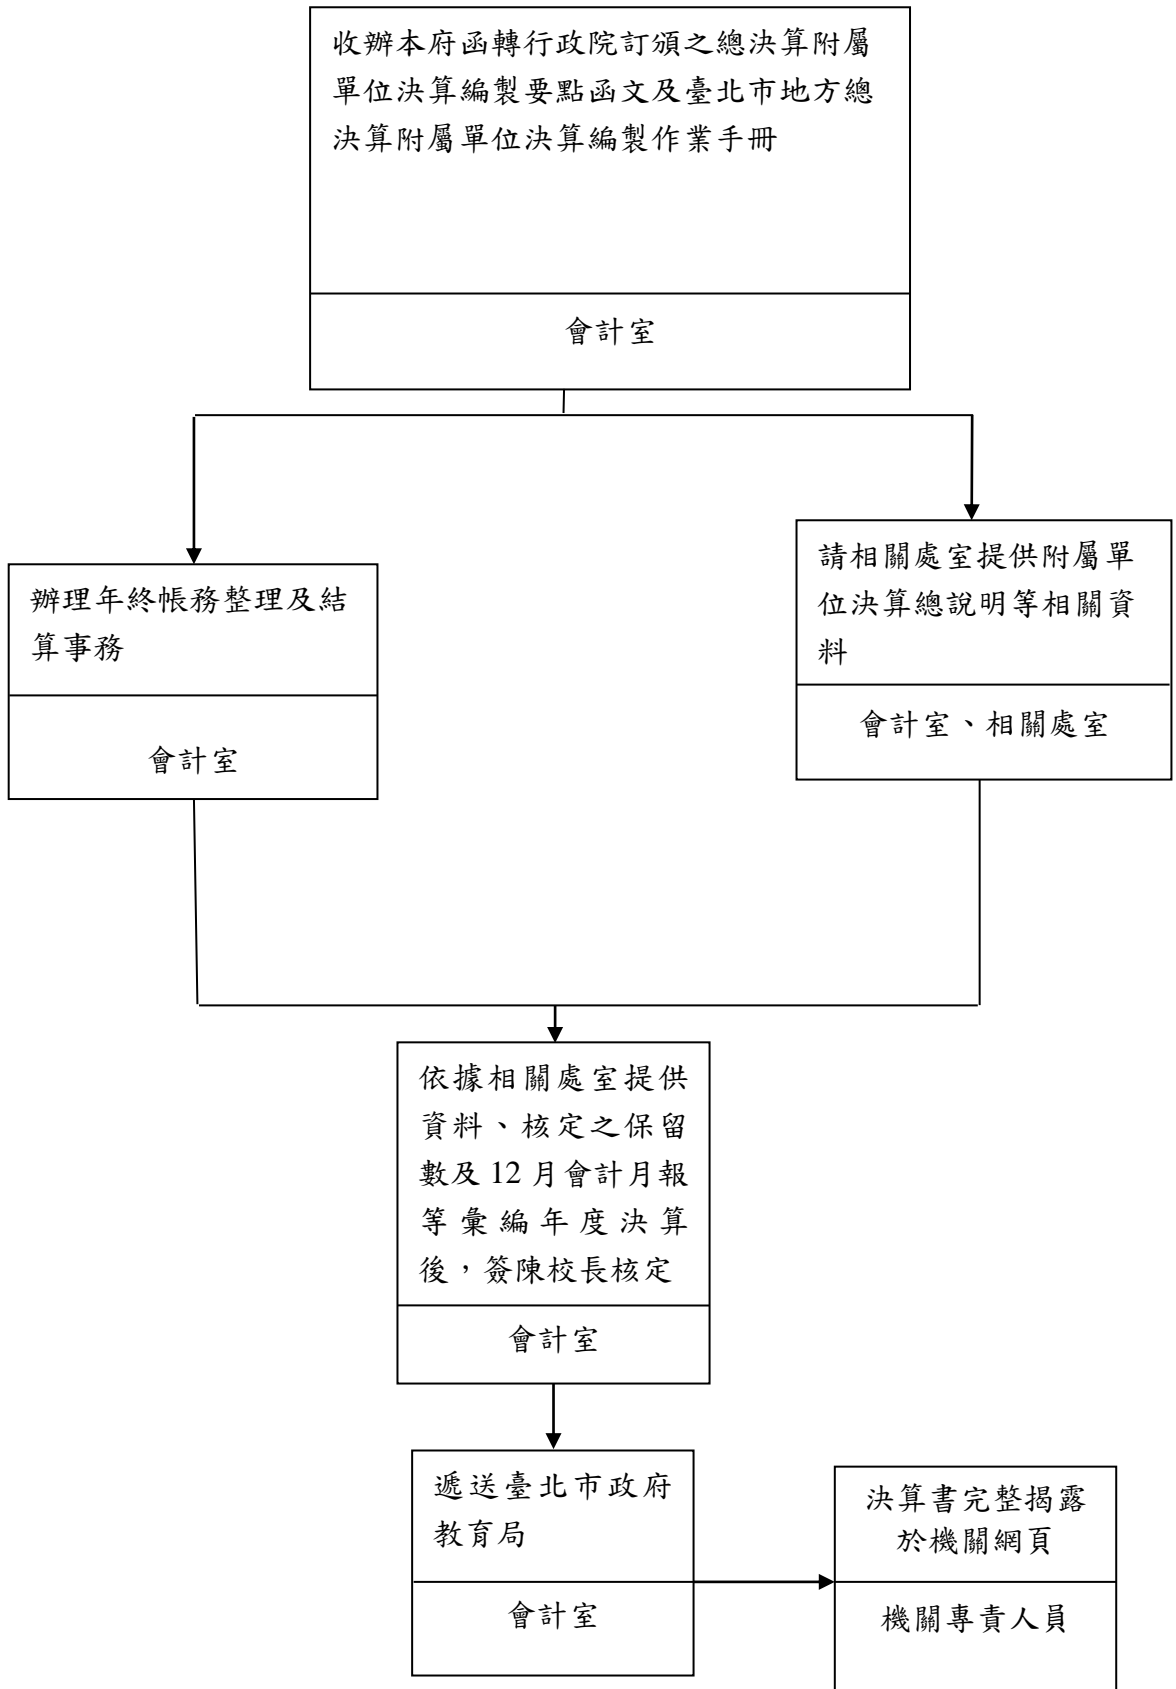 收辦本府函轉行政院訂頒之總決算附屬
單位決算編製要點函文及臺北市地方總
決算附屬單位決算編製作業手冊
會計室
辦理年終帳務整理及結
算事務
會計室
請相關處室提供附屬單
位決算總說明等相關資
料
會計室、相關處室
依據相關處室提供
資料、核定之保留
數及 12 月會計月報
等彙編年度決算
後，簽陳校長核定
會計室
遞送臺北市政府
教育局
會計室
決算書完整揭露
於機關網頁
機關專責人員